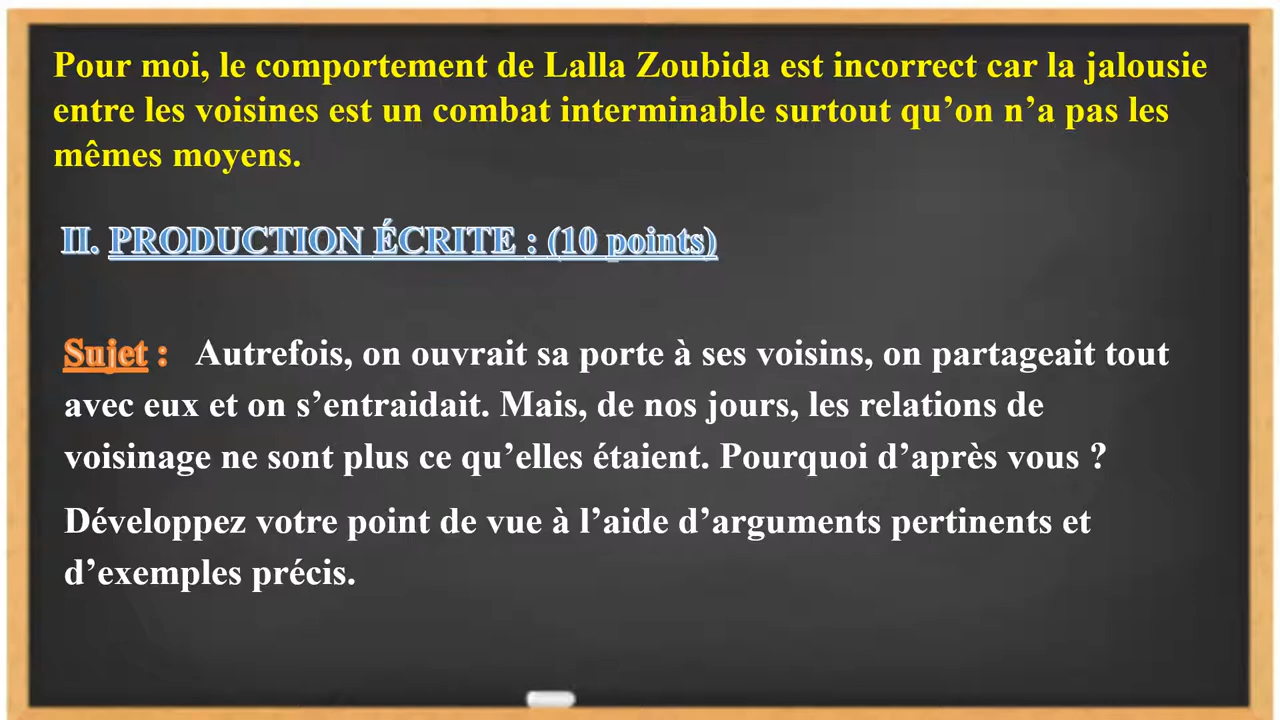 Pour moi, le comportement de Lalla Zoubida est incorrect car la jalousie
entre les voisines est un combat interminable surtout qu’on n’a pas les
mêmes moyens.
II. PRODUCTION ÉCRITE : (10 points)
Sujet : Autrefois, on ouvrait sa porte à ses voisins, on partageait tout
avec eux et on s’entraidait. Mais, de nos jours, les relations de
voisinage ne sont plus ce qu’elles étaient. Pourquoi d’après vous ?
Développez votre point de vue à l’aide d’arguments pertinents et
d’exemples précis.